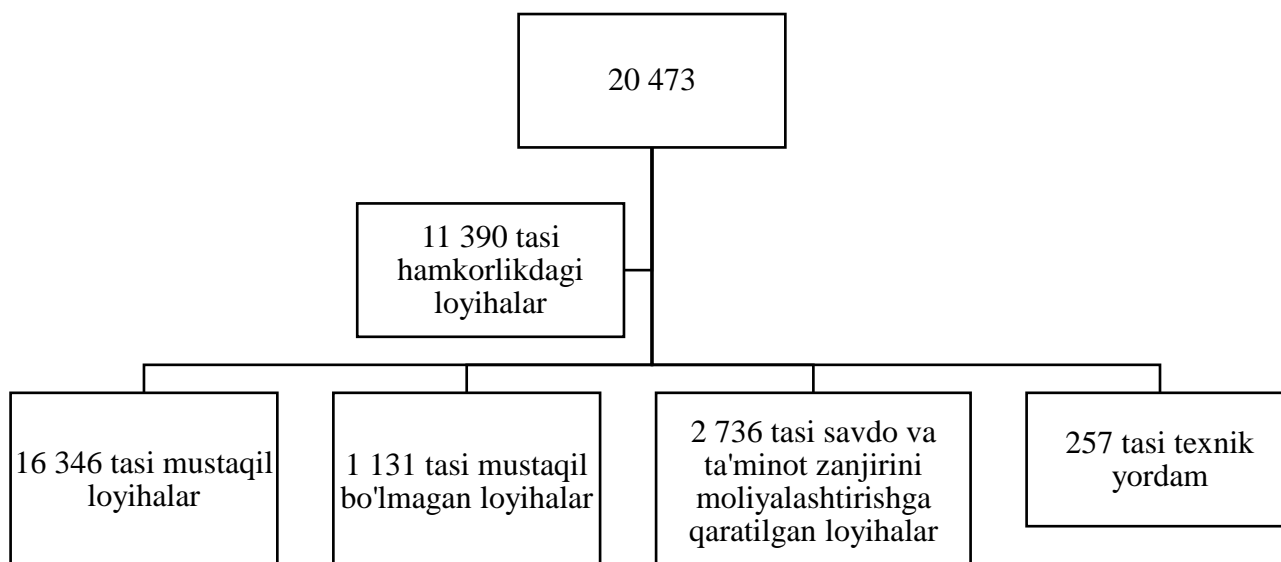 20 473
11 390 tasi
hamkorlikdagi
loyihalar
16 346 tasi mustaqil
loyihalar
1 131 tasi mustaqil
bo'lmagan loyihalar
2 736 tasi savdo va
ta'minot zanjirini
moliyalashtirishga
qaratilgan loyihalar
257 tasi texnik
yordam